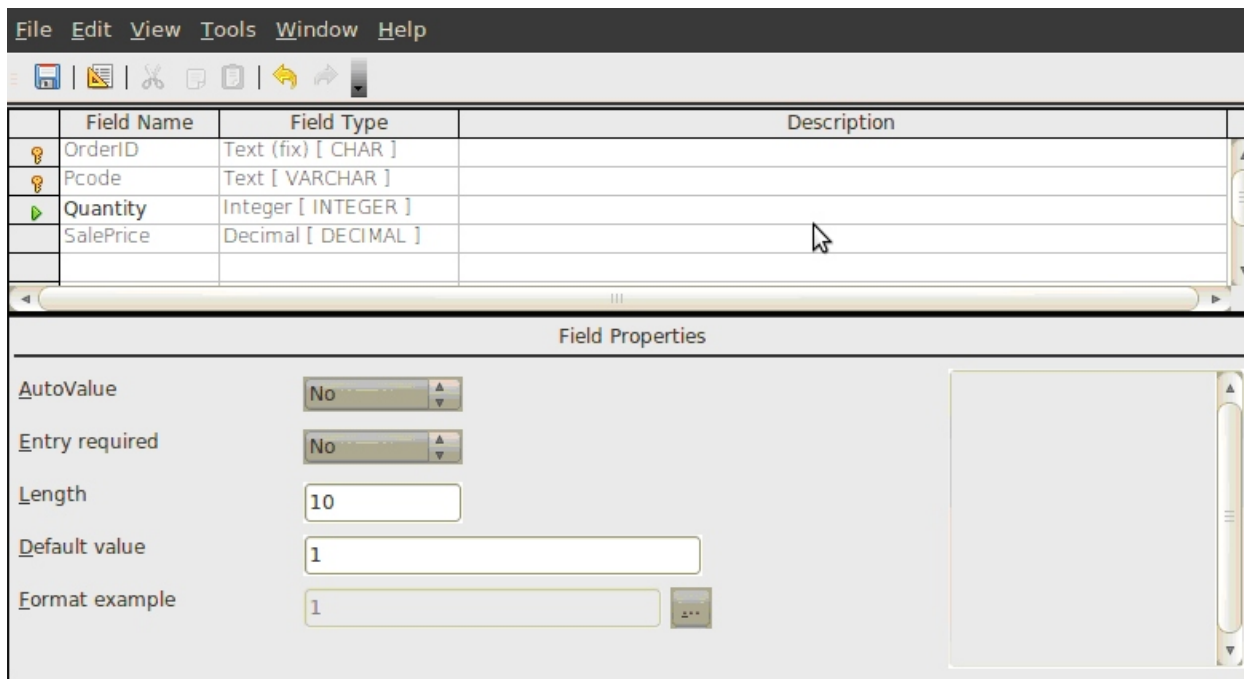 File Edit View Tools Window Help
Field Name Field Type Description
OrderID Text (fix) [ CHAR ]
Pcode Text [ VARCHAR ]
Quantity Integer [ INTEGER ]
SalePrice Decimal [ DECIMAL ]
Field Properties
AutoValue No
Entry required No
Length 10
Default value 1
Format example 1 ...